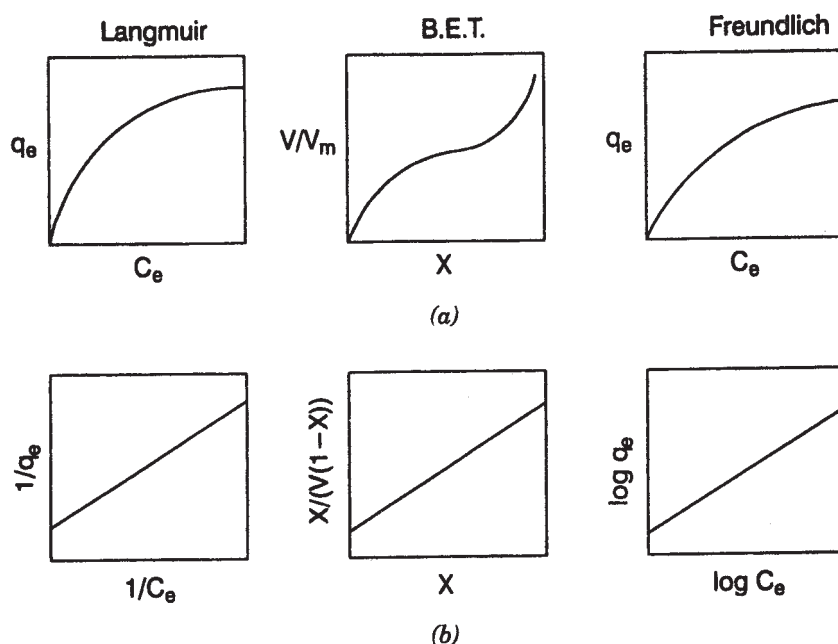 Langmuir
B.E.T.
Freundlich
qₑ
Cₑ
V/Vₘ
X
qₑ
Cₑ
(a)
1/qₑ
1/Cₑ
X/(V(1−X))
X
log qₑ
log Cₑ
(b)